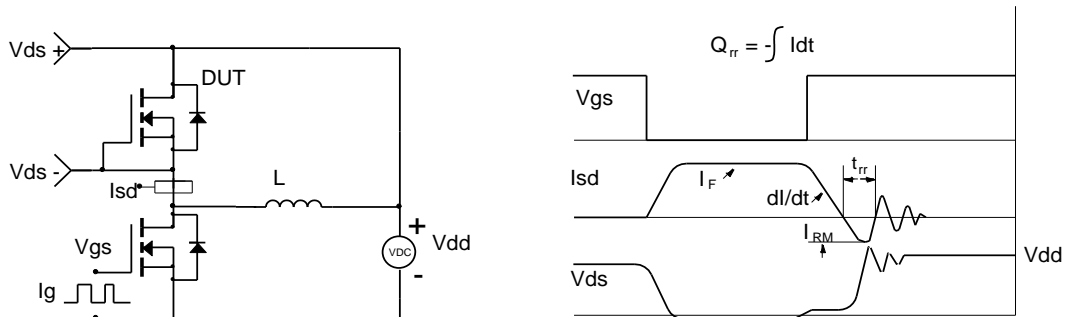 Vds +
DUT
Vds -
Isd
L
Vgs
Ig
+
VDC
-
Vdd
Qrr = -∫ Idt
Vgs
Isd
IF
dI/dt
trr
IRM
Vds
Vdd